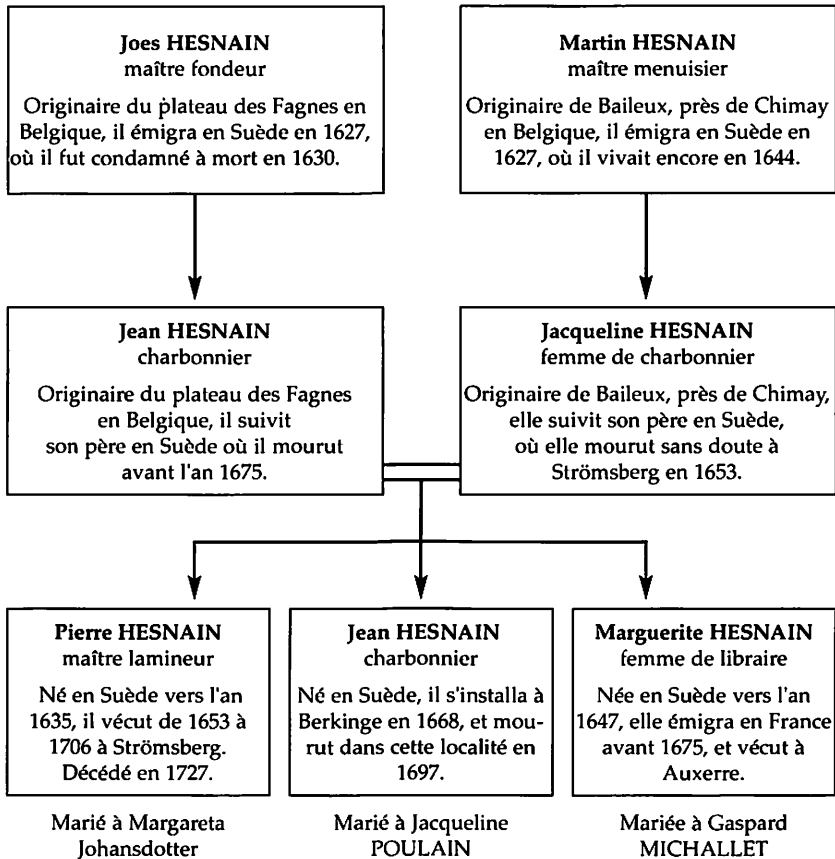 Joes HESNAIN
maître fondeur
Originaire du plateau des Fagnes en
Belgique, il émigra en Suède en 1627,
où il fut condamné à mort en 1630.
Martin HESNAIN
maître menuisier
Originaire de Baileux, près de Chimay
en Belgique, il émigra en Suède en
1627, où il vivait encore en 1644.
Jean HESNAIN
charbonnier
Originaire du plateau des Fagnes
en Belgique, il suivit
son père en Suède où il mourut
avant l'an 1675.
Jacqueline HESNAIN
femme de charbonnier
Originaire de Baileux, près de Chimay,
elle suivit son père en Suède,
où elle mourut sans doute à
Strömsberg en 1653.
Pierre HESNAIN
maître lamineur
Né en Suède vers l'an
1635, il vécut de 1653 à
1706 à Strömsberg.
Décédé en 1727.
Marié à Margareta
Johansdotter
Jean HESNAIN
charbonnier
Né en Suède, il s'installa à
Berkinge en 1668, et mou-
rut dans cette localité en
1697.
Marié à Jacqueline
POULAIN
Marguerite HESNAIN
femme de libraire
Née en Suède vers l'an
1647, elle émigra en France
avant 1675, et vécut à
Auxerre.
Mariée à Gaspard
MICHALLET